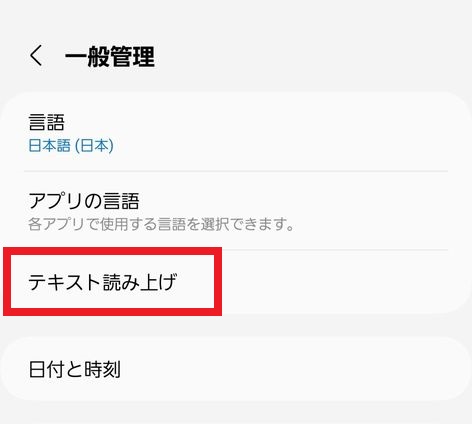 一般管理
言語
日本語 (日本)
アプリの言語
各アプリで使用する言語を選択できます。
テキスト読み上げ
日付と時刻